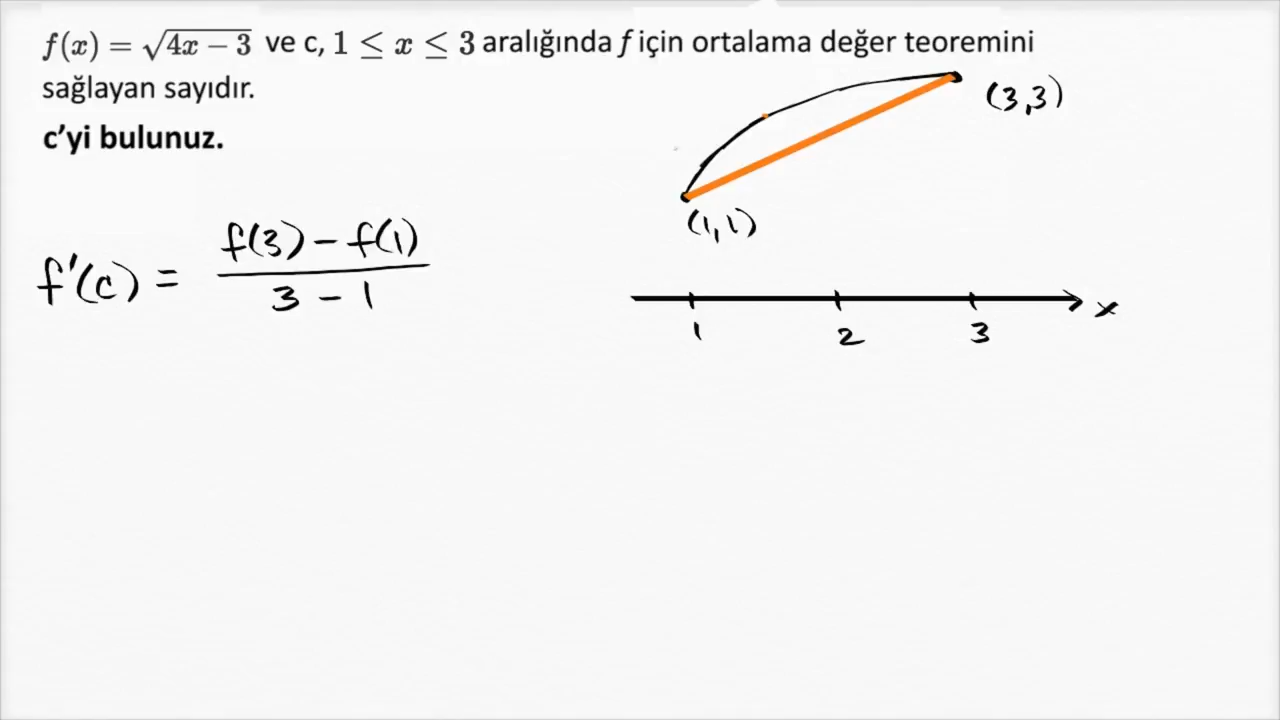 f(x) = √(4x − 3) ve c, 1 ≤ x ≤ 3 aralığında f için ortalama değer teoremini
sağlayan sayıdır.
c'yi bulunuz.
(3,3)
(1,1)
f'(c) = (f(3) − f(1)) / (3 − 1)
x
1 2 3